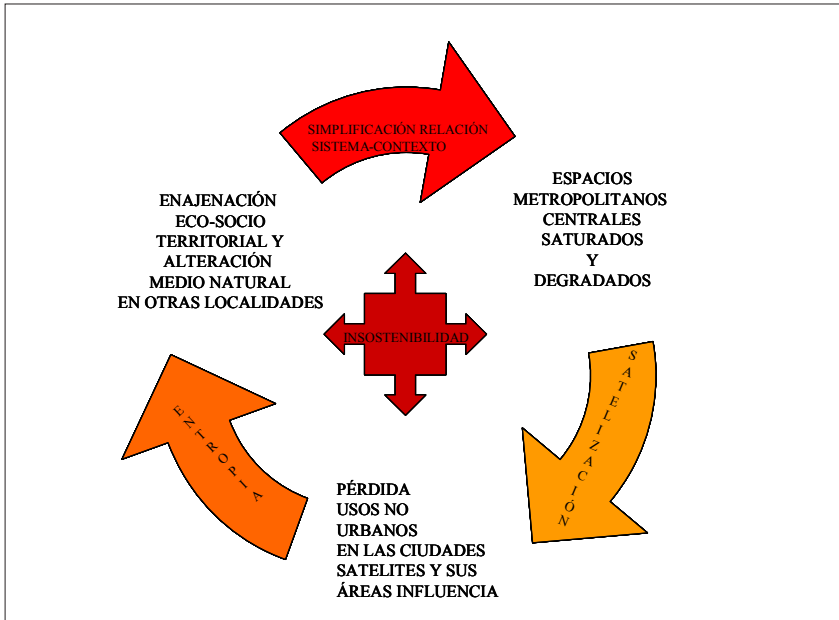 SIMPLIFICACIÓN RELACIÓN
SISTEMA-CONTEXTO
ESPACIOS
METROPOLITANOS
CENTRALES
SATURADOS
Y
DEGRADADOS
SATELIZACIÓN
PÉRDIDA
USOS NO
URBANOS
EN LAS CIUDADES
SATELITES Y SUS
ÁREAS INFLUENCIA
ENTROPIA
ENAJENACIÓN
ECO-SOCIO
TERRITORIAL Y
ALTERACIÓN
MEDIO NATURAL
EN OTRAS LOCALIDADES
INSOSTENIBILIDAD